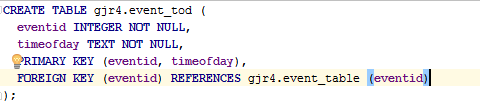 CREATE TABLE gjr4.event_tod (
eventid INTEGER NOT NULL,
timeofday TEXT NOT NULL,
PRIMARY KEY (eventid, timeofday),
FOREIGN KEY (eventid) REFERENCES gjr4.event_table (eventid)
);